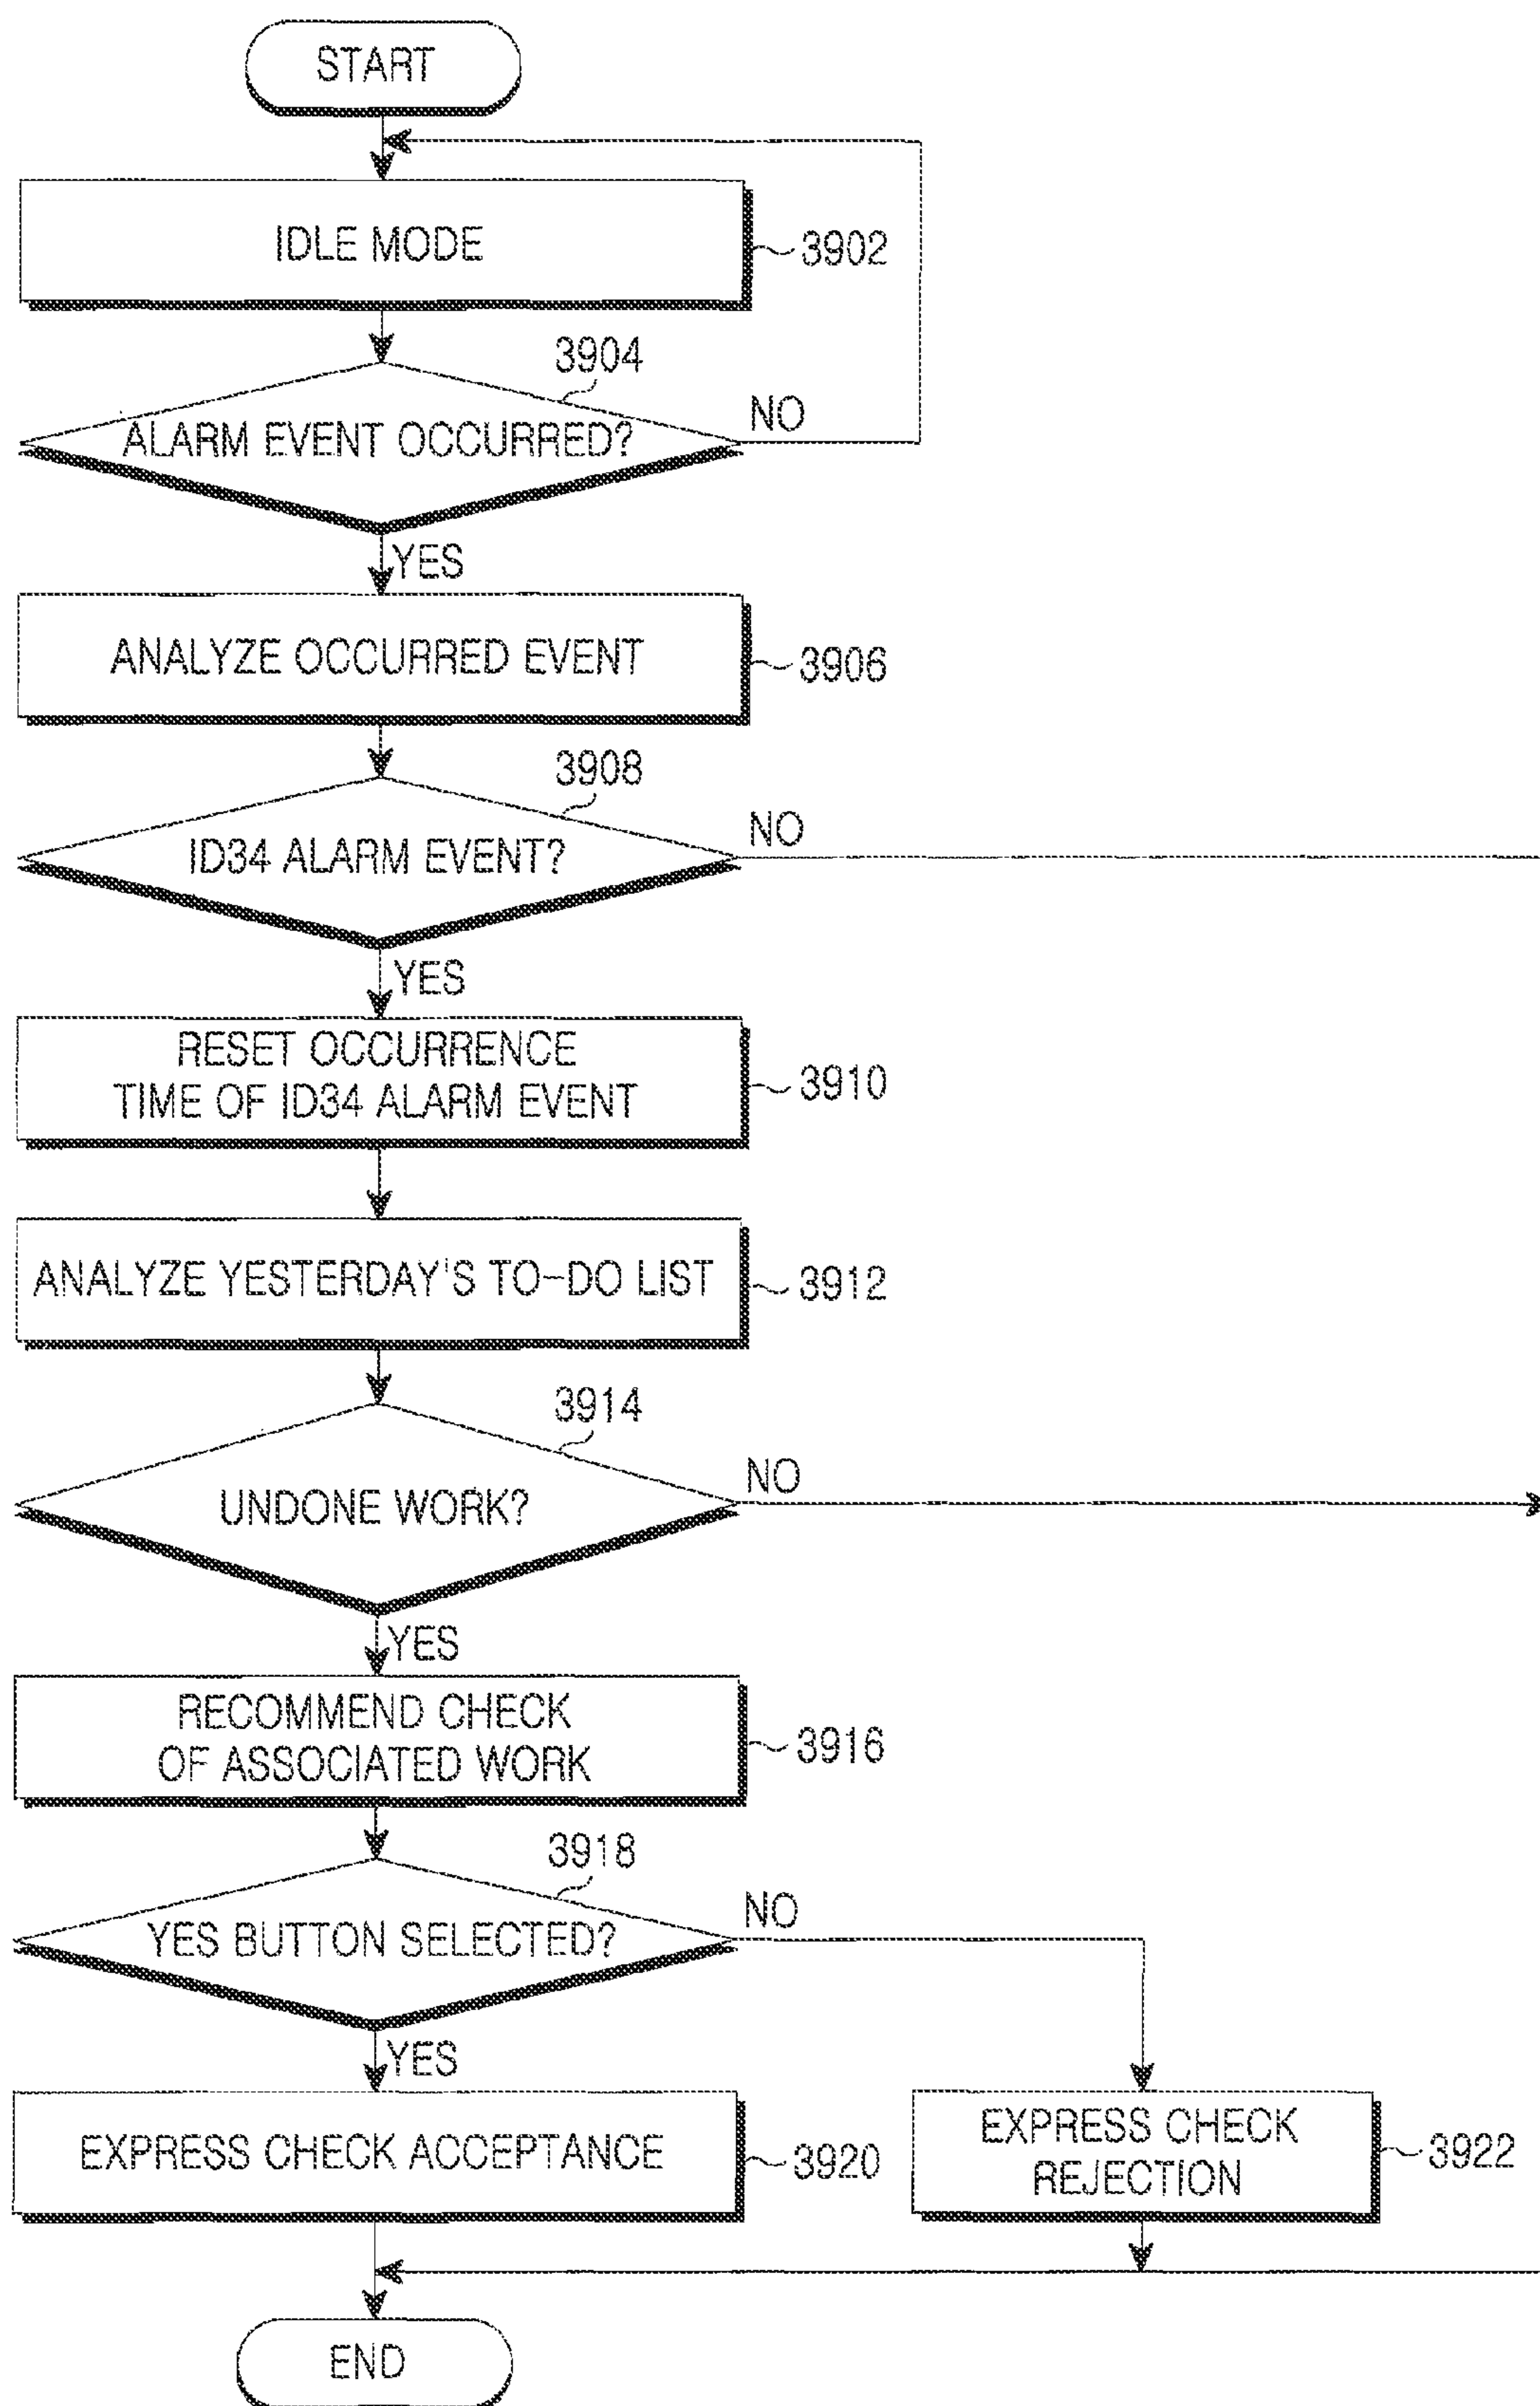 START
IDLE MODE
3902
3904
ALARM EVENT OCCURRED?
NO
YES
ANALYZE OCCURRED EVENT
3906
3908
ID34 ALARM EVENT?
NO
YES
RESET OCCURRENCE
TIME OF ID34 ALARM EVENT
3910
ANALYZE YESTERDAY'S TO-DO LIST
3912
3914
UNDONE WORK?
NO
YES
RECOMMEND CHECK
OF ASSOCIATED WORK
3916
3918
YES BUTTON SELECTED?
NO
YES
EXPRESS CHECK ACCEPTANCE
3920
EXPRESS CHECK
REJECTION
3922
END